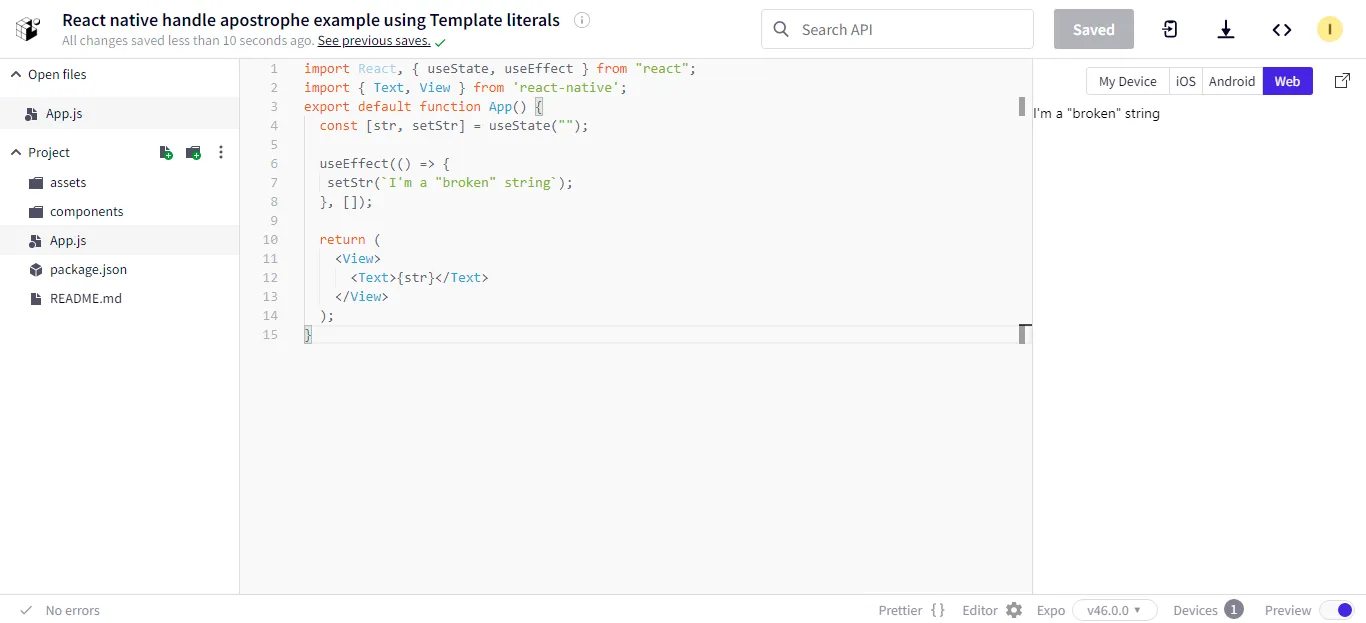 React native handle apostrophe example using Template literals
All changes saved less than 10 seconds ago. See previous saves.
Search API
Saved
I
Open files
App.js
Project
assets
components
App.js
package.json
README.md
1 import React, { useState, useEffect } from "react";
2 import { Text, View } from 'react-native';
3 export default function App() {
4   const [str, setStr] = useState("");
5
6   useEffect(() => {
7    setStr(`I'm a "broken" string`);
8   }, []);
9
10   return (
11     <View>
12       <Text>{str}</Text>
13     </View>
14   );
15 }
My Device iOS Android Web
I'm a "broken" string
No errors
Prettier { } Editor Expo v46.0.0 Devices 1 Preview